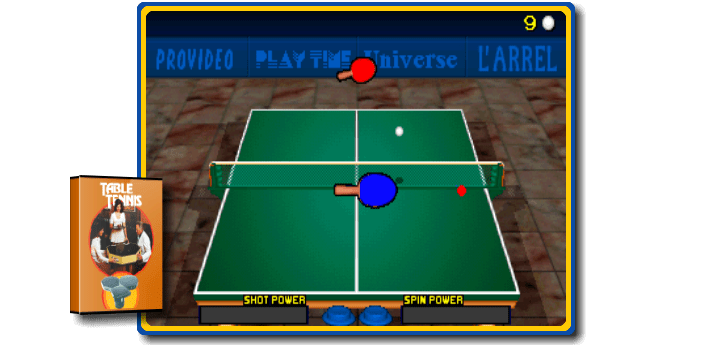 9
PROVIDEO PLAY TIME Universe L'ARREL
TABLE
TENNIS
SHOT POWER SPIN POWER